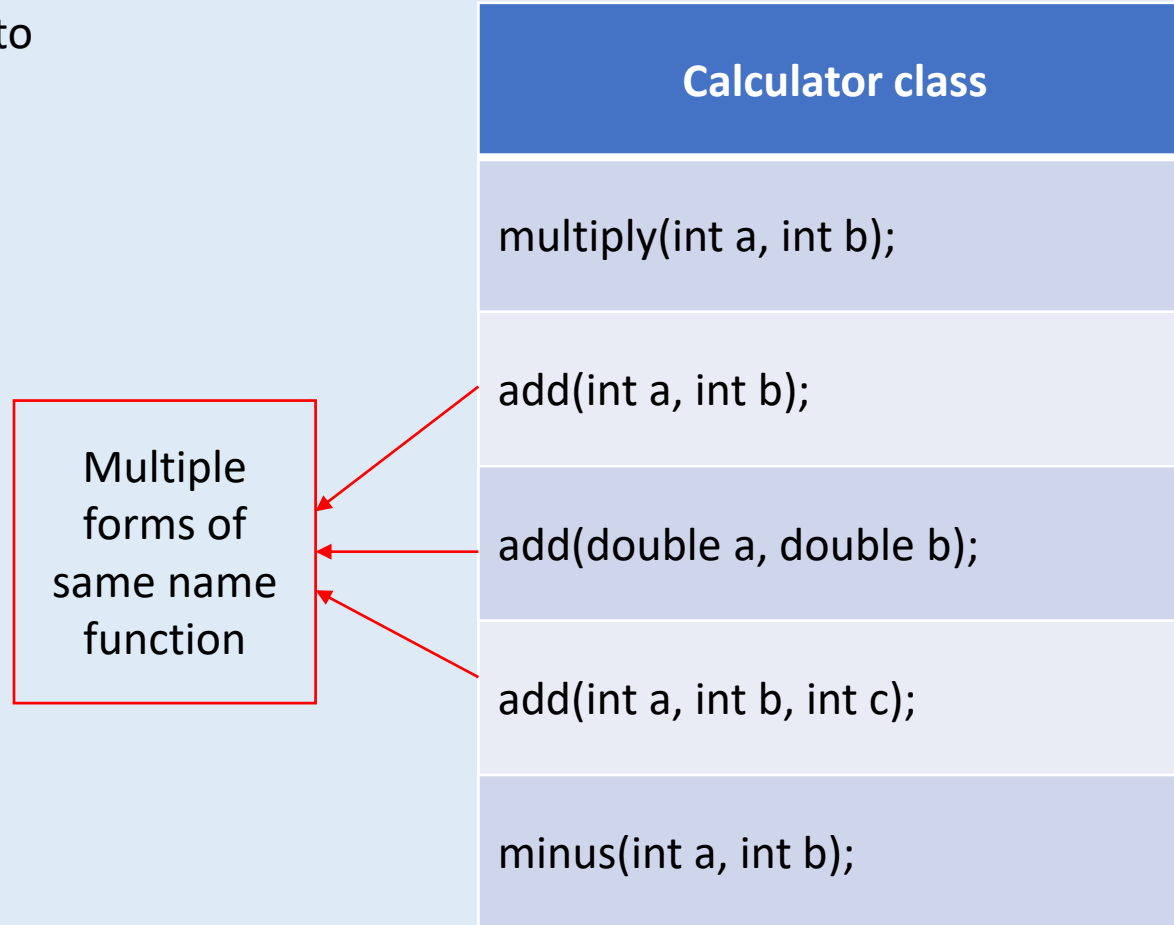 to
Calculator class
multiply(int a, int b);
add(int a, int b);
Multiple
forms of
same name
function
add(double a, double b);
add(int a, int b, int c);
minus(int a, int b);